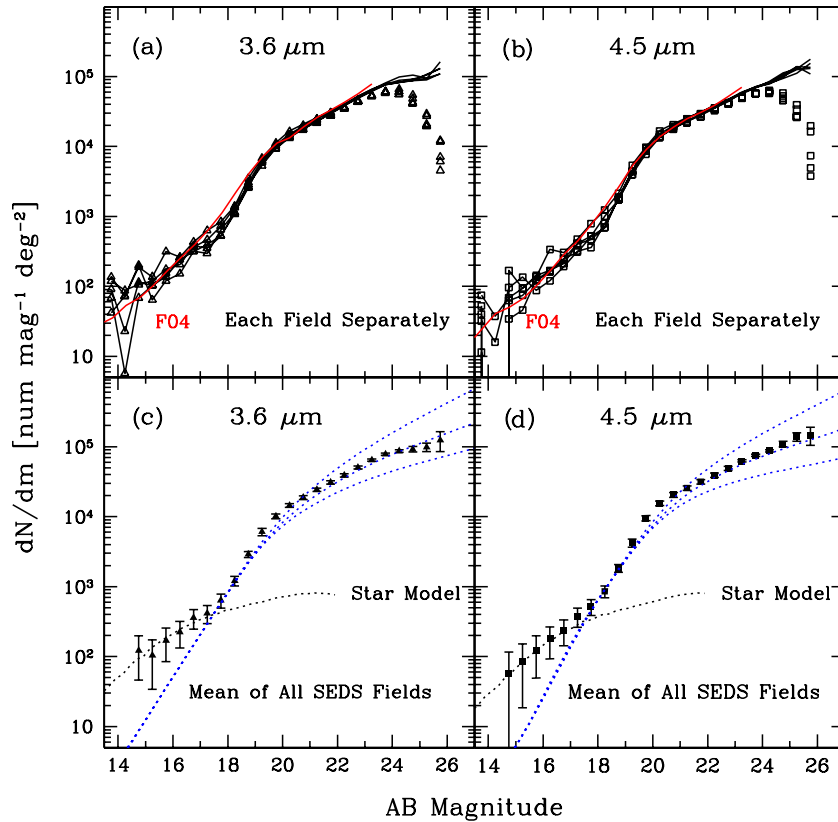 (a) 3.6 μm
(b) 4.5 μm
10⁵
10⁴
10³
10²
10
F04 Each Field Separately
F04 Each Field Separately
(c) 3.6 μm
(d) 4.5 μm
10⁵
10⁴
10³
10²
10
Star Model
Star Model
Mean of All SEDS Fields
Mean of All SEDS Fields
14 16 18 20 22 24 26
14 16 18 20 22 24 26
AB Magnitude
dN/dm [num mag⁻¹ deg⁻²]